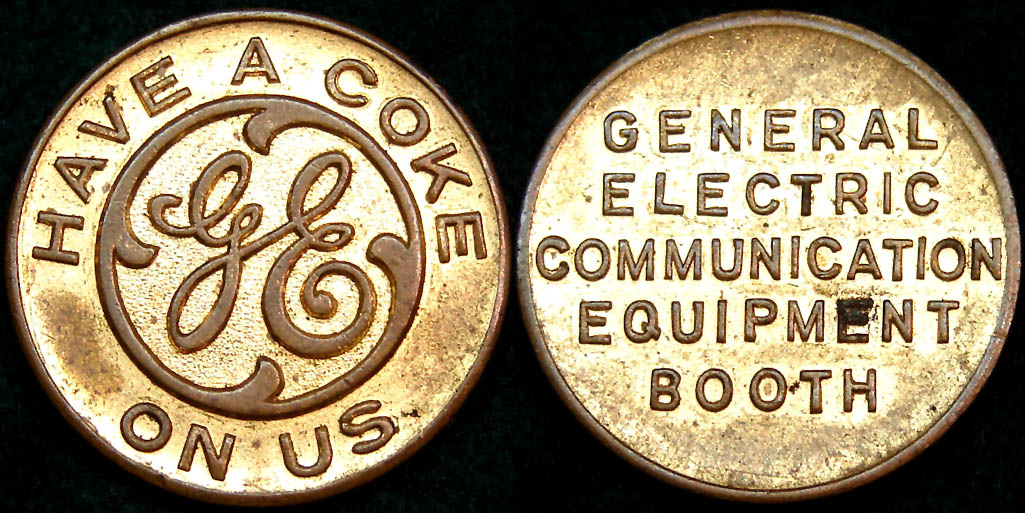 HAVE A COKE
GE
ON US
GENERAL
ELECTRIC
COMMUNICATION
EQUIPMENT
BOOTH